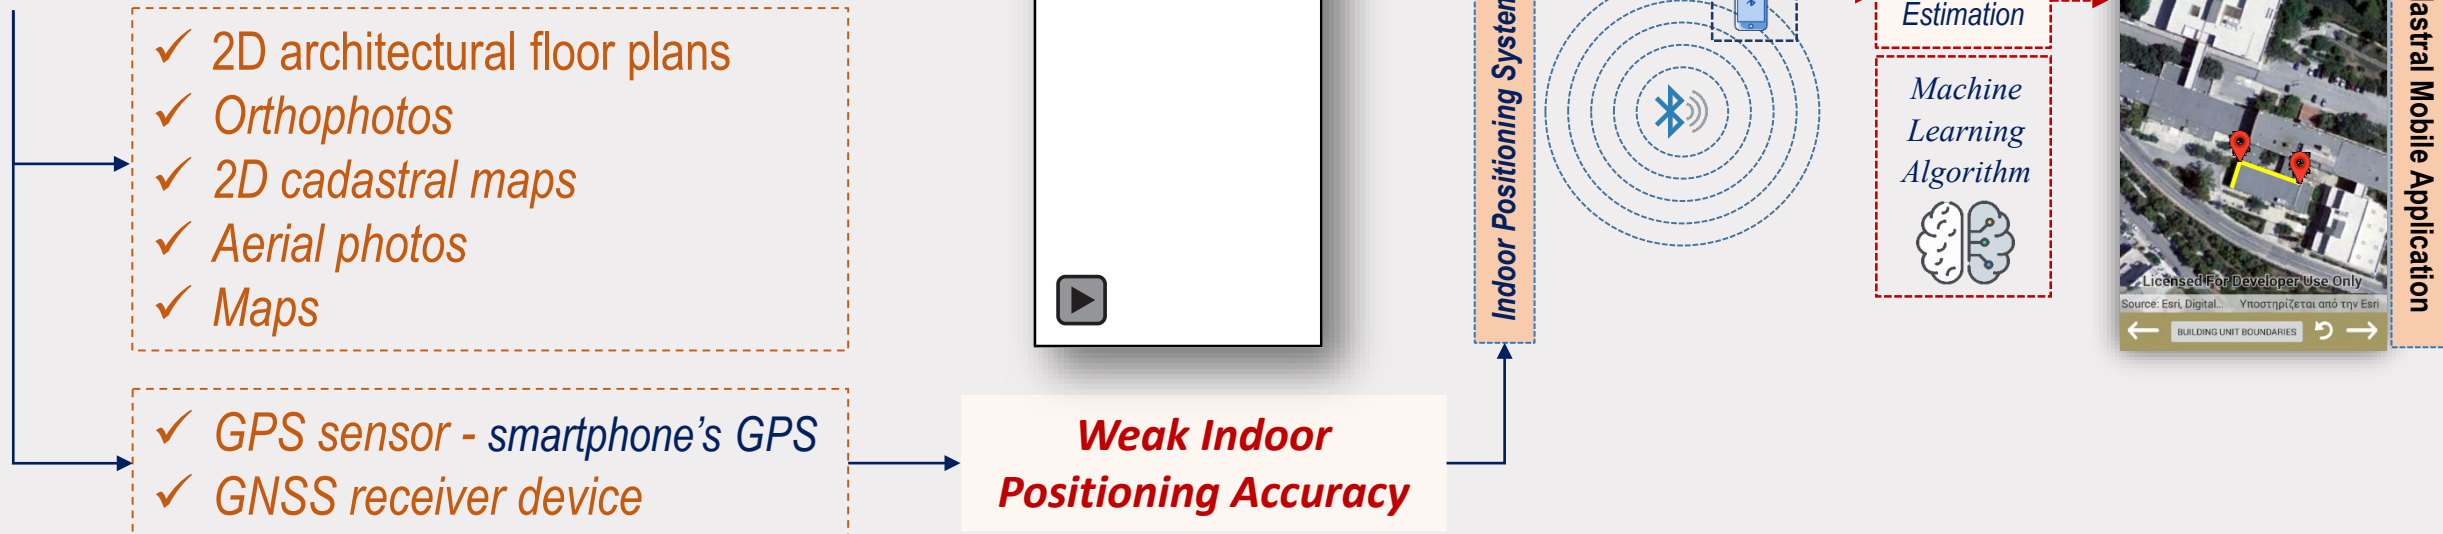 ✓ 2D architectural floor plans
✓ Orthophotos
✓ 2D cadastral maps
✓ Aerial photos
✓ Maps
✓ GPS sensor - smartphone's GPS
✓ GNSS receiver device
Weak Indoor
Positioning Accuracy
Indoor Positioning System
Estimation
Machine
Learning
Algorithm
Licensed For Developer Use Only
Source: Esri, Digital... Υποστηρίζεται από την Esri
BUILDING UNIT BOUNDARIES
Mobile Application